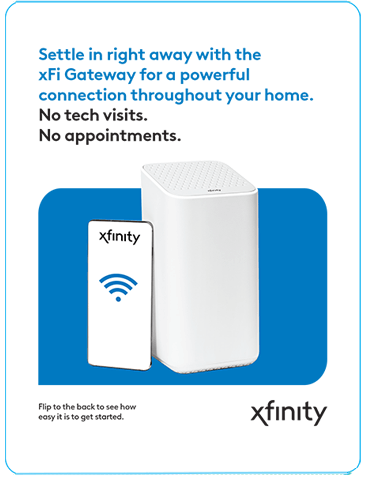 Settle in right away with the
xFi Gateway for a powerful
connection throughout your home.
No tech visits.
No appointments.
xfinity
xfinity
Flip to the back to see how
easy it is to get started.
xfinity